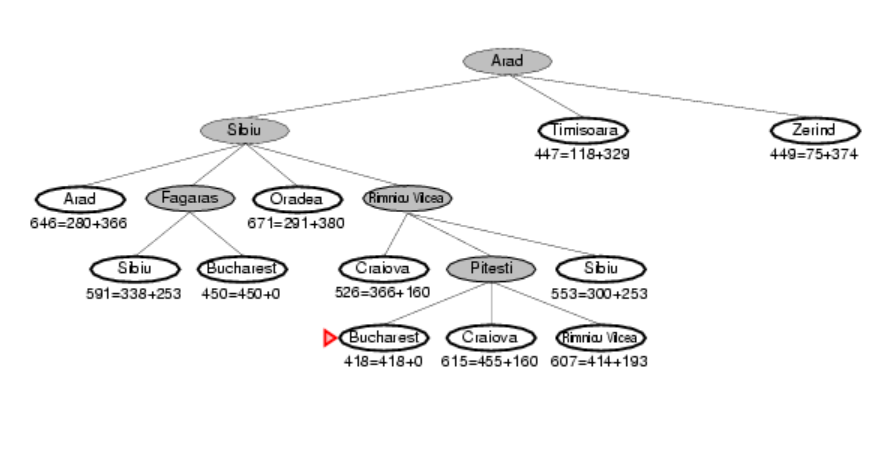 Arad
Sibiu
Timisoara
Zerind
447=118+329
449=75+374
Arad
Fagaras
Oradea
Rimnicu Vilcea
646=280+366
671=291+380
Sibiu
Bucharest
Craiova
Pitesti
Sibiu
591=338+253
450=450+0
526=366+160
553=300+253
Bucharest
Craiova
Rimnicu Vilcea
418=418+0
615=455+160
607=414+193